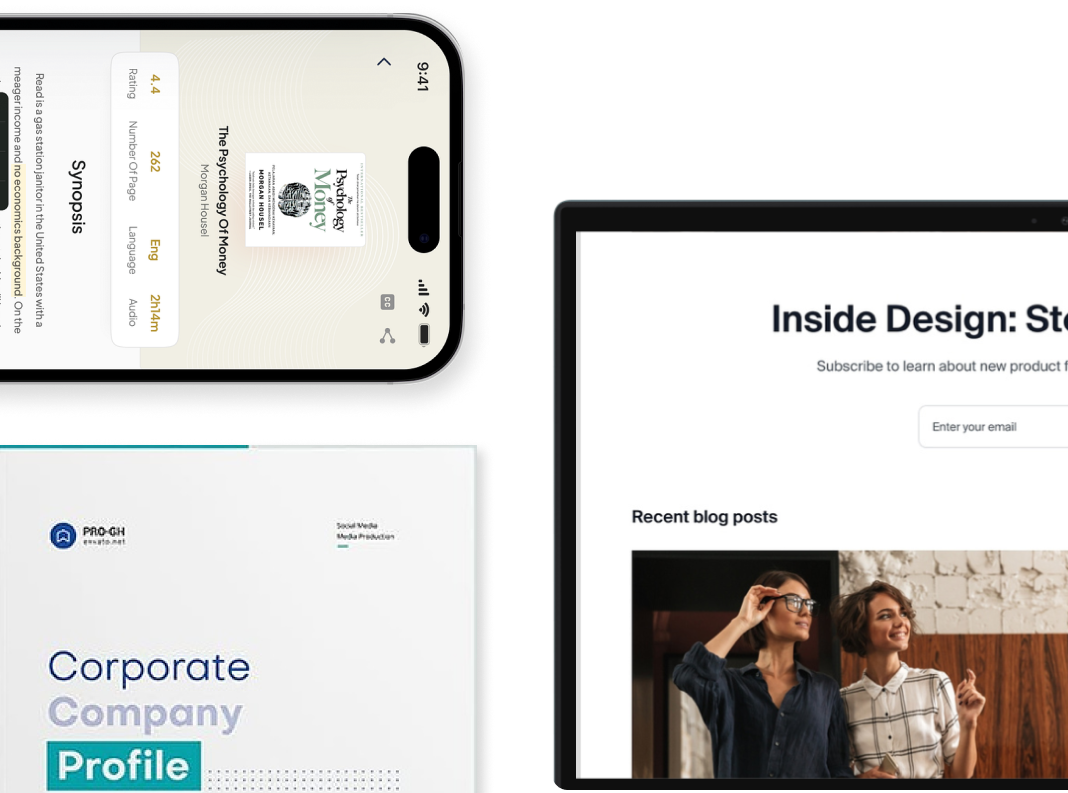 9:41
The
Psychology
of
Money
MORGAN HOUSEL
The Psychology Of Money
Morgan Housel
4.4
262
Eng
2h14m
Rating
Number Of Page
Language
Audio
Synopsis
Read is a gas station janitor in the United States with a
meager income and no economics background. On the
PRO-GH
envato.net
Social Media
Media Production
Corporate
Company
Profile
Inside Design: Sto
Subscribe to learn about new product f
Enter your email
Recent blog posts